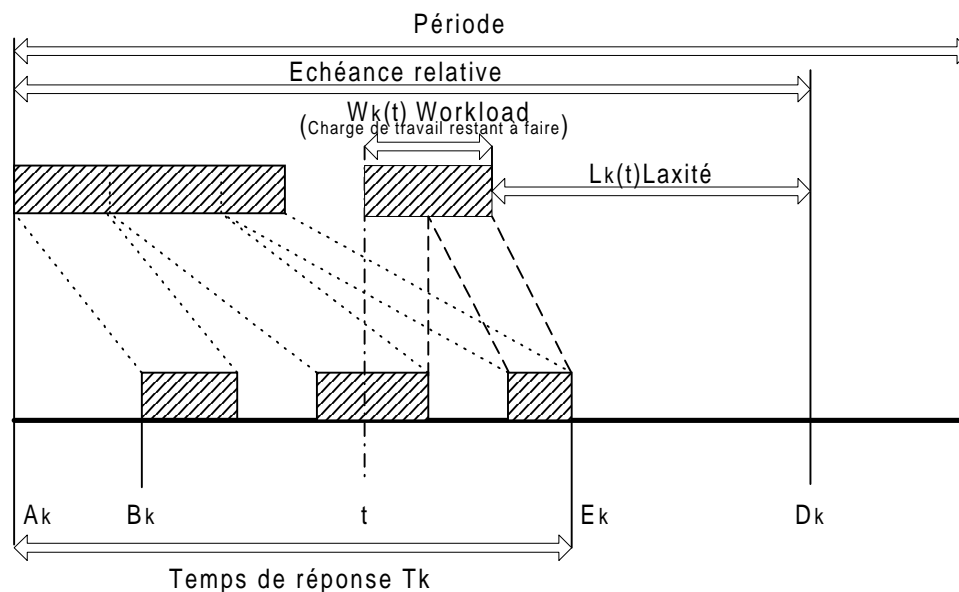 Période
Echéance relative
Wk(t) Workload
(Charge de travail restant à faire)
Lk(t)Laxité
Ak Bk t Ek Dk
Temps de réponse Tk